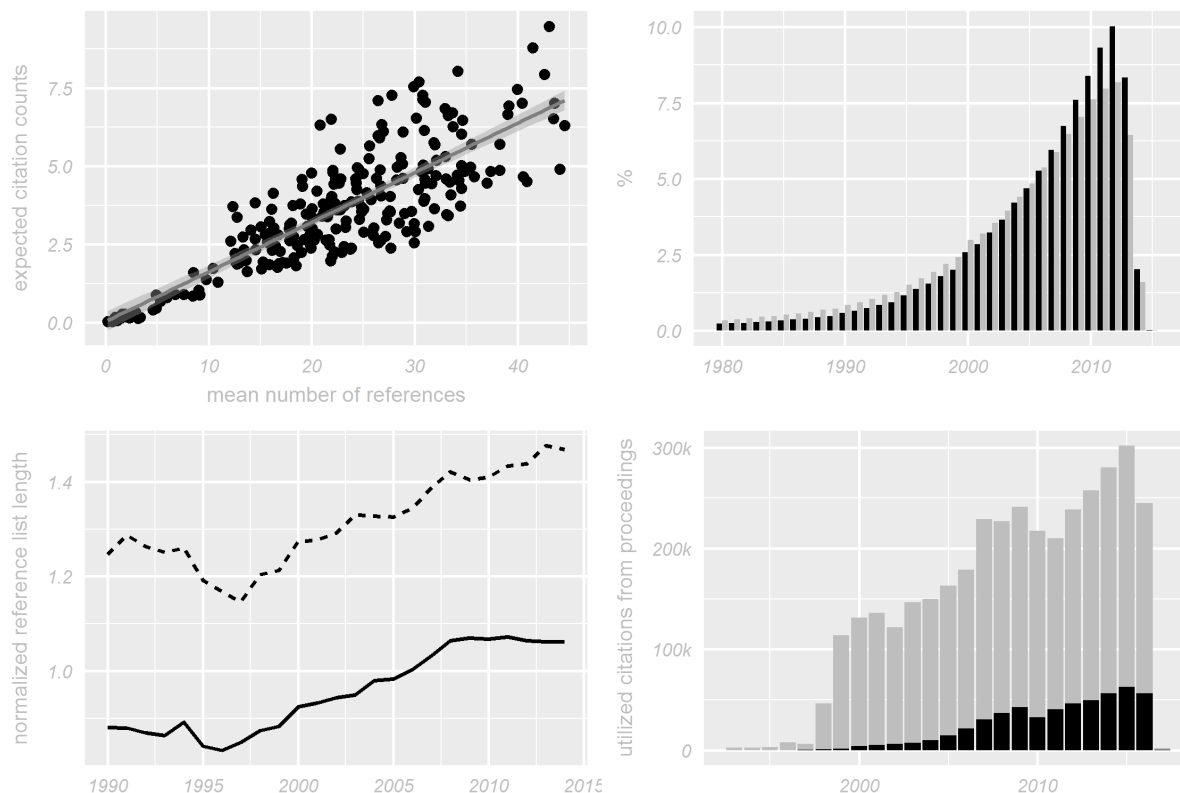 expected citation counts
7.5
5.0
2.5
0.0
0 10 20 30 40
mean number of references
%
10.0
7.5
5.0
2.5
0.0
1980 1990 2000 2010
normalized reference list length
1.4
1.2
1.0
1990 1995 2000 2005 2010 2015
utilized citations from proceedings
300k
200k
100k
0
2000 2010